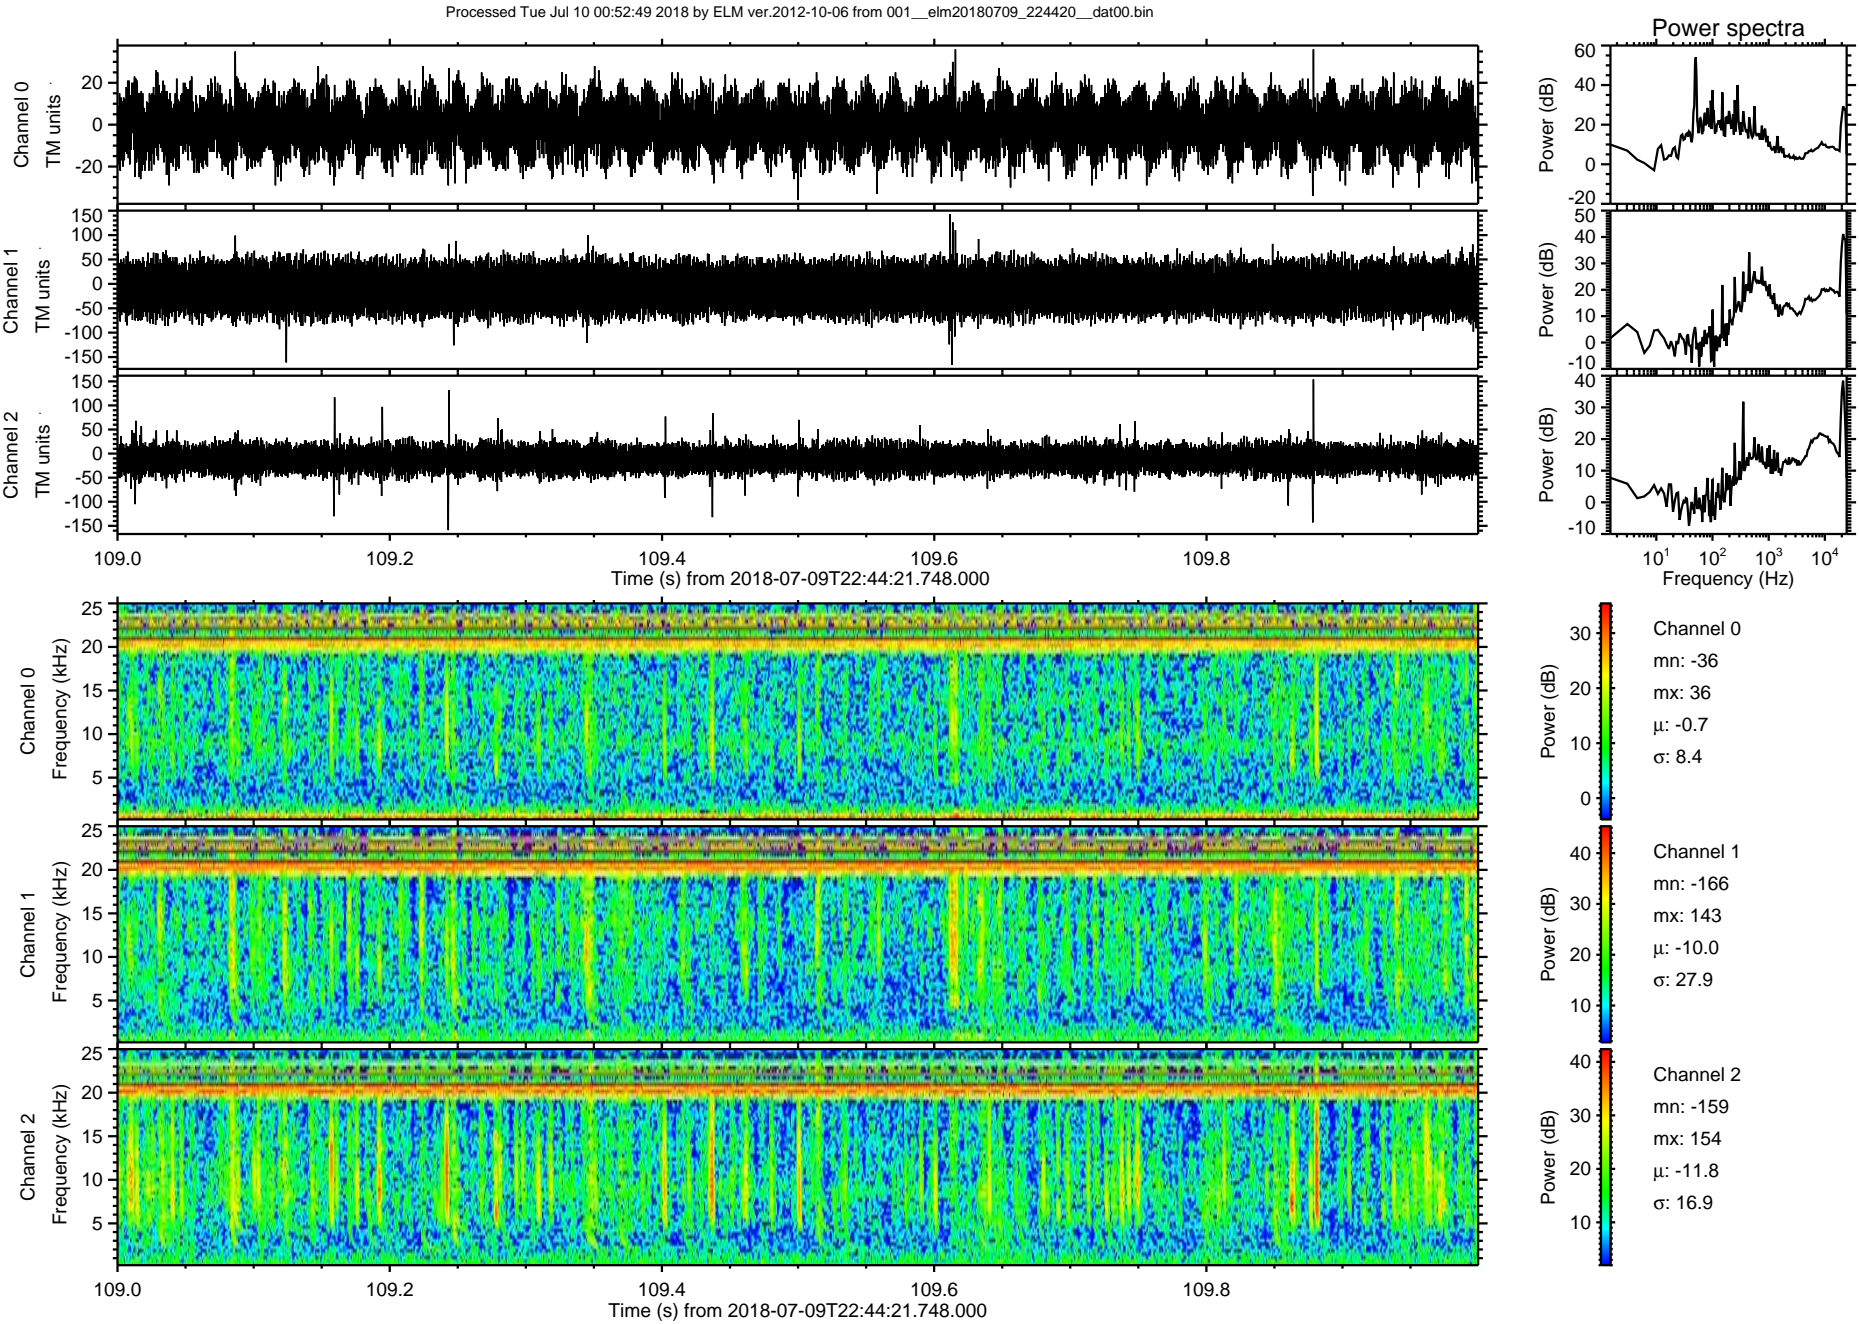 Processed Tue Jul 10 00:52:49 2018 by ELM ver.2012-10-06 from 001__elm20180709_224420__dat00.bin
Power spectra
Channel 0
TM units
20
0
-20
Power (dB)
60
40
20
0
-20
Channel 1
TM units
150
100
50
0
-50
-100
-150
Power (dB)
50
40
30
20
10
0
-10
Channel 2
TM units
150
100
50
0
-50
-100
-150
Power (dB)
40
30
20
10
0
-10
109.0 109.2 109.4 109.6 109.8
Time (s) from 2018-07-09T22:44:21.748.000
10^1 10^2 10^3 10^4
Frequency (Hz)
Channel 0
Frequency (kHz)
25
20
15
10
5
Power (dB)
30
20
10
0
Channel 0
mn: -36
mx: 36
μ: -0.7
σ: 8.4
Channel 1
Frequency (kHz)
25
20
15
10
5
Power (dB)
40
30
20
10
Channel 1
mn: -166
mx: 143
μ: -10.0
σ: 27.9
Channel 2
Frequency (kHz)
25
20
15
10
5
Power (dB)
40
30
20
10
Channel 2
mn: -159
mx: 154
μ: -11.8
σ: 16.9
109.0 109.2 109.4 109.6 109.8
Time (s) from 2018-07-09T22:44:21.748.000